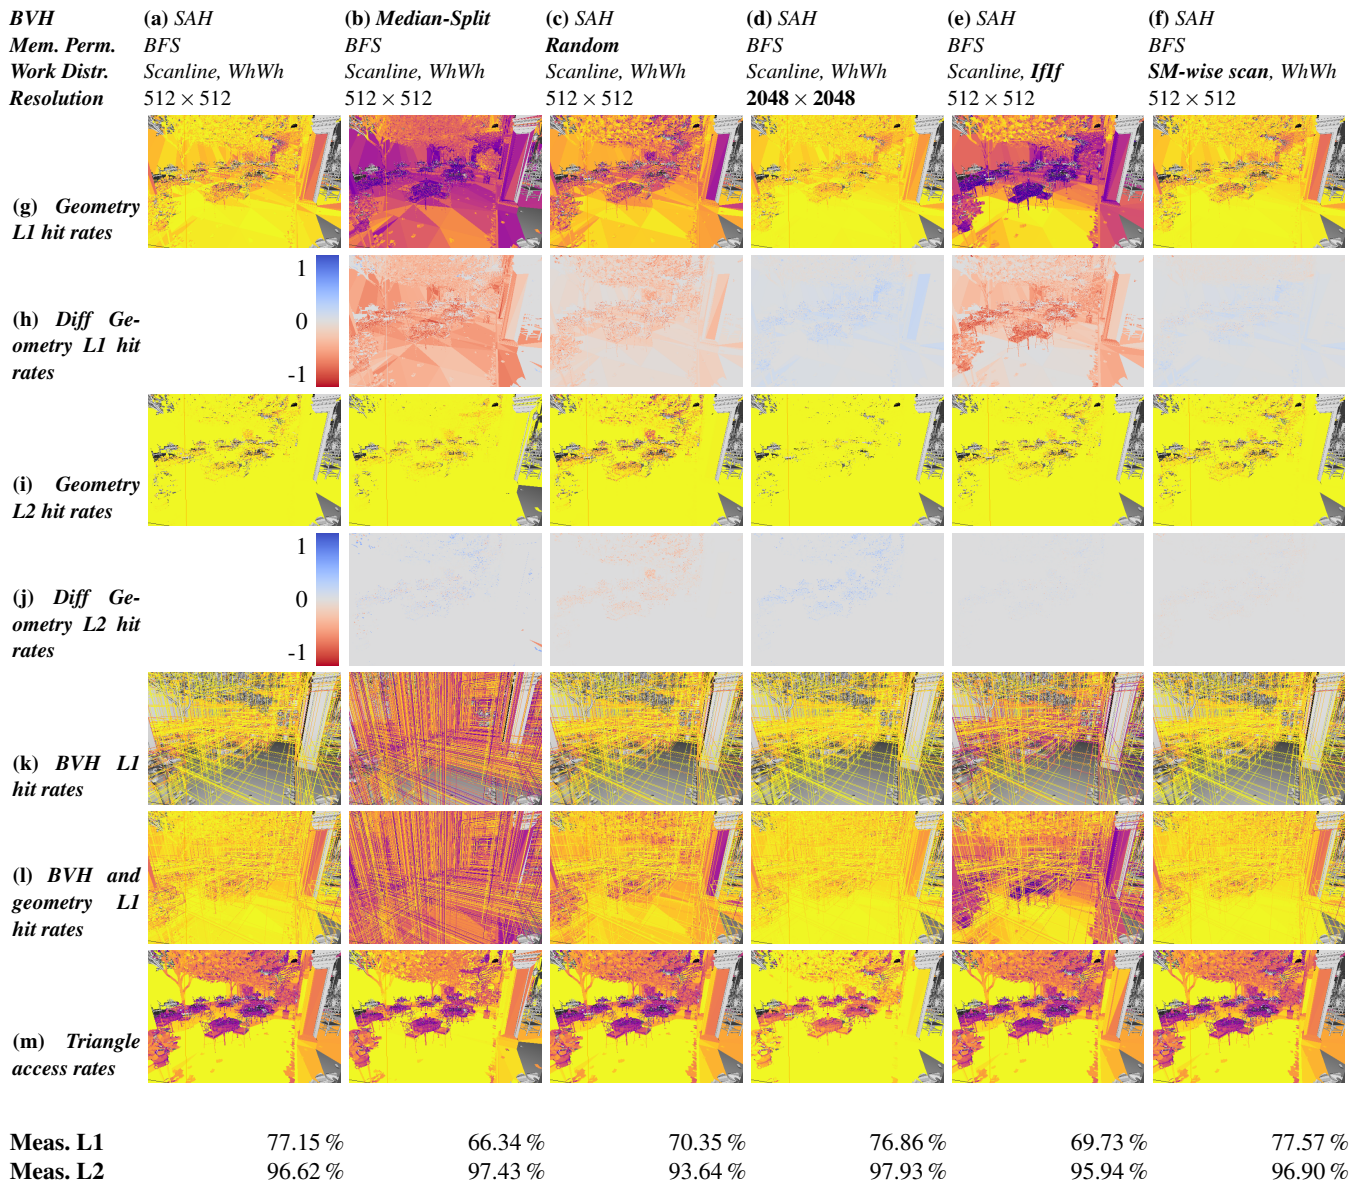 BVH (a) SAH (b) Median-Split (c) SAH (d) SAH (e) SAH (f) SAH
Mem. Perm. BFS BFS Random BFS BFS BFS
Work Distr. Scanline, WhWh Scanline, WhWh Scanline, WhWh Scanline, WhWh Scanline, IfIf SM-wise scan, WhWh
Resolution 512 × 512 512 × 512 512 × 512 2048 × 2048 512 × 512 512 × 512
(g) Geometry
L1 hit rates
1
0
-1
(h) Diff Ge-
ometry L1 hit
rates
(i) Geometry
L2 hit rates
1
0
-1
(j) Diff Ge-
ometry L2 hit
rates
(k) BVH L1
hit rates
(l) BVH and
geometry L1
hit rates
(m) Triangle
access rates
Meas. L1 77.15 % 66.34 % 70.35 % 76.86 % 69.73 % 77.57 %
Meas. L2 96.62 % 97.43 % 93.64 % 97.93 % 95.94 % 96.90 %